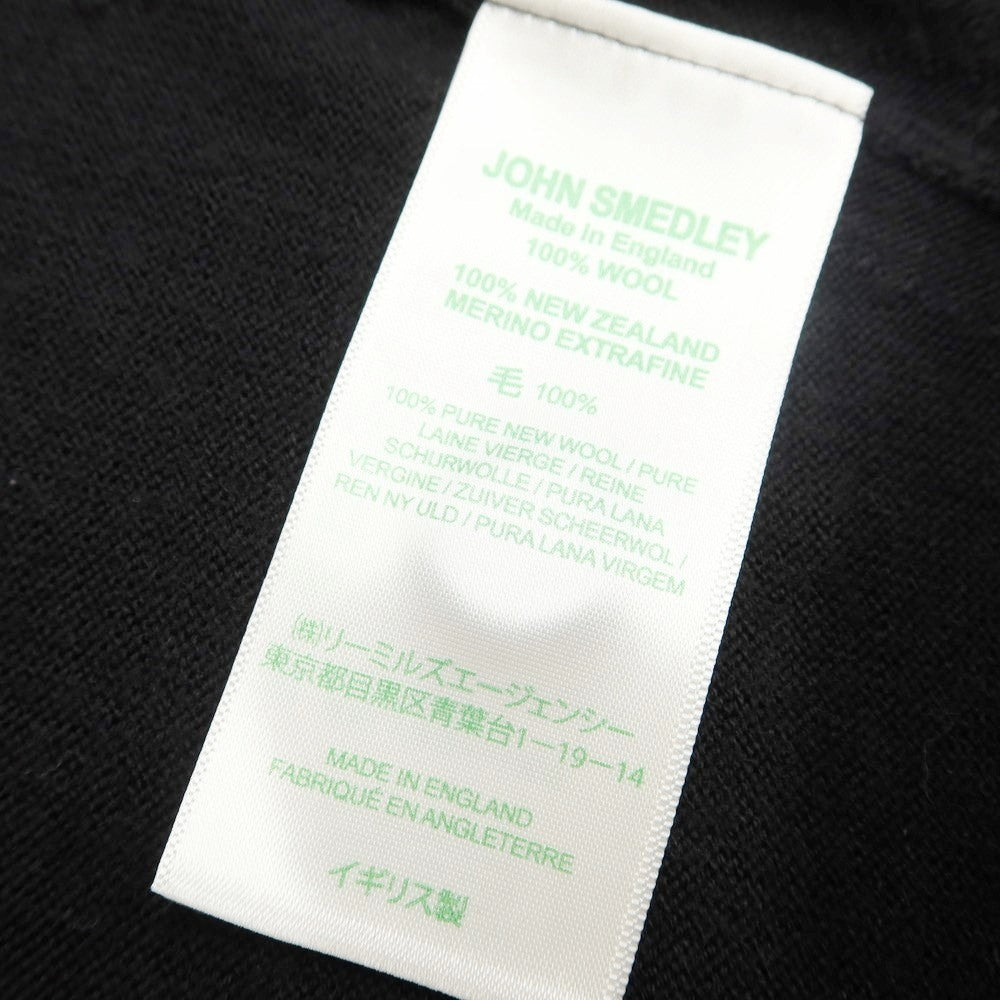 JOHN SMEDLEY
Made in England
100% WOOL
100% NEW ZEALAND
MERINO EXTRAFINE
毛 100%
100% PURE NEW WOOL / PURE
LAINE VIERGE / REINE
SCHURWOLLE / PURA LANA
VERGINE / ZUIVER SCHEERWOL /
REN NY ULD / PURA LANA VIRGEM
㈱リーミルズエージェンシー
東京都目黒区青葉台1−19−14
MADE IN ENGLAND
FABRIQUÉ EN ANGLETERRE
イギリス製